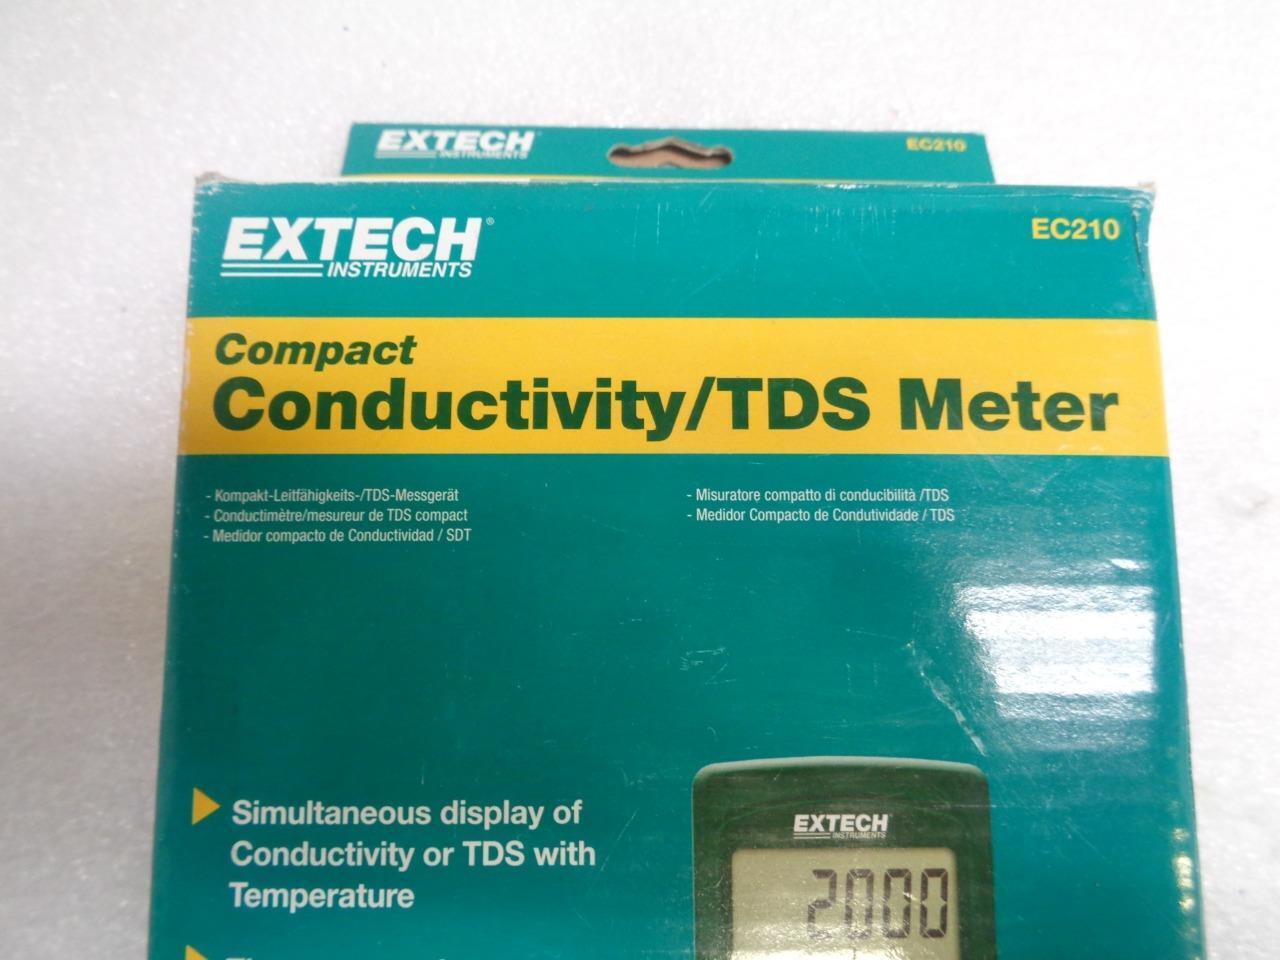 EXTECH®
INSTRUMENTS
EC210
EXTECH®
INSTRUMENTS
EC210
Compact
Conductivity/TDS Meter
- Kompakt-Leitfähigkeits-/TDS-Messgerät
- Conductimètre/mesureur de TDS compact
- Medidor compacto de Conductividad / SDT
- Misuratore compatto di conducibilità /TDS
- Medidor Compacto de Condutividade / TDS
Simultaneous display of
Conductivity or TDS with
Temperature
EXTECH
INSTRUMENTS
2000